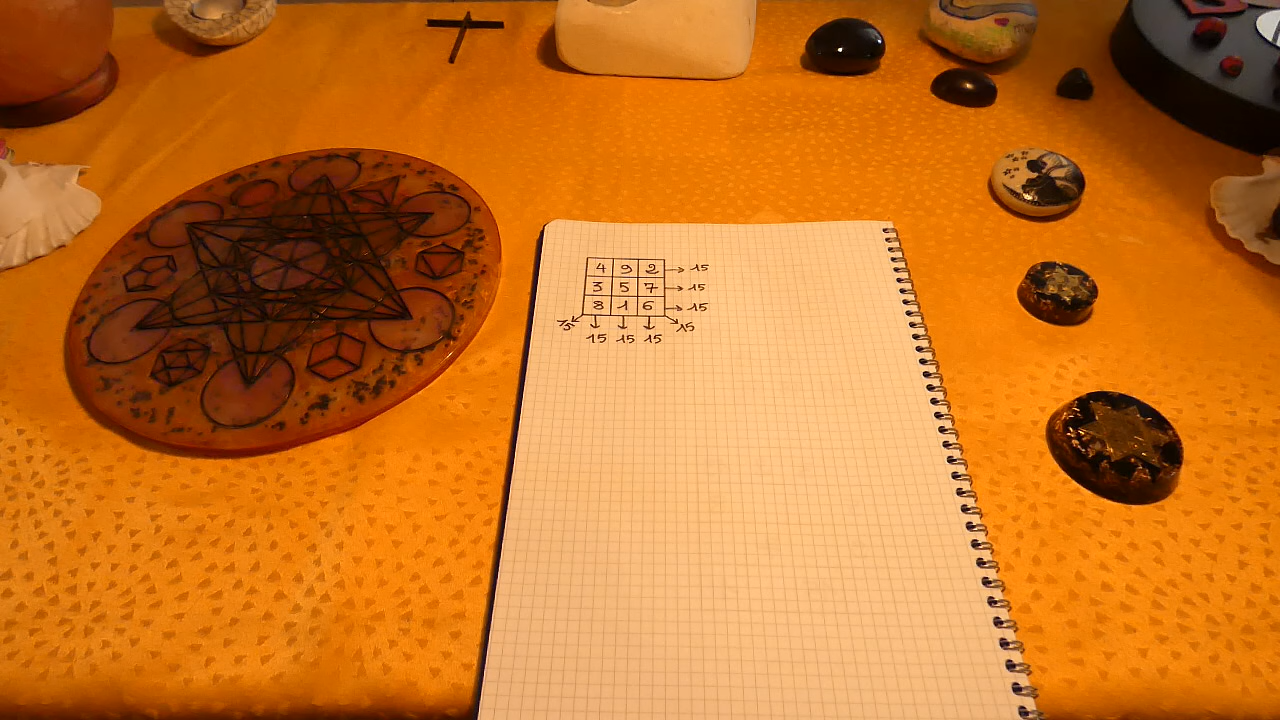 4 9 2 → 15
3 5 7 → 15
8 1 6 → 15
15 ↙ ↓ ↓ ↓ ↘ 15
15 15 15